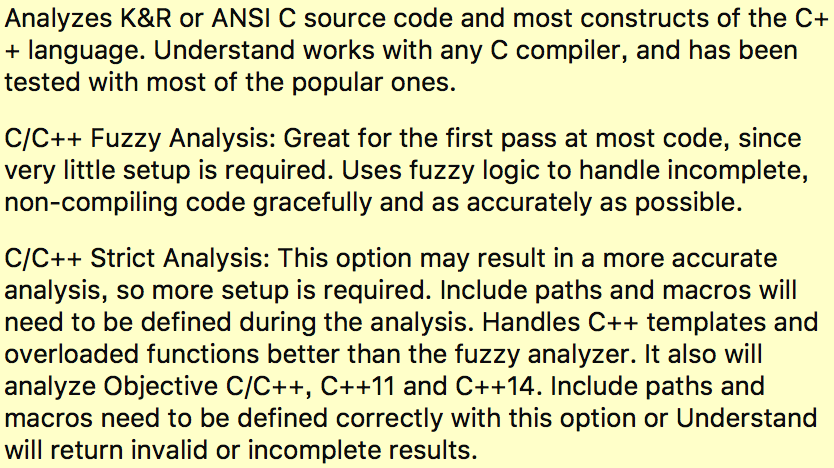 Analyzes K&R or ANSI C source code and most constructs of the C+
+ language. Understand works with any C compiler, and has been
tested with most of the popular ones.
C/C++ Fuzzy Analysis: Great for the first pass at most code, since
very little setup is required. Uses fuzzy logic to handle incomplete,
non-compiling code gracefully and as accurately as possible.
C/C++ Strict Analysis: This option may result in a more accurate
analysis, so more setup is required. Include paths and macros will
need to be defined during the analysis. Handles C++ templates and
overloaded functions better than the fuzzy analyzer. It also will
analyze Objective C/C++, C++11 and C++14. Include paths and
macros need to be defined correctly with this option or Understand
will return invalid or incomplete results.